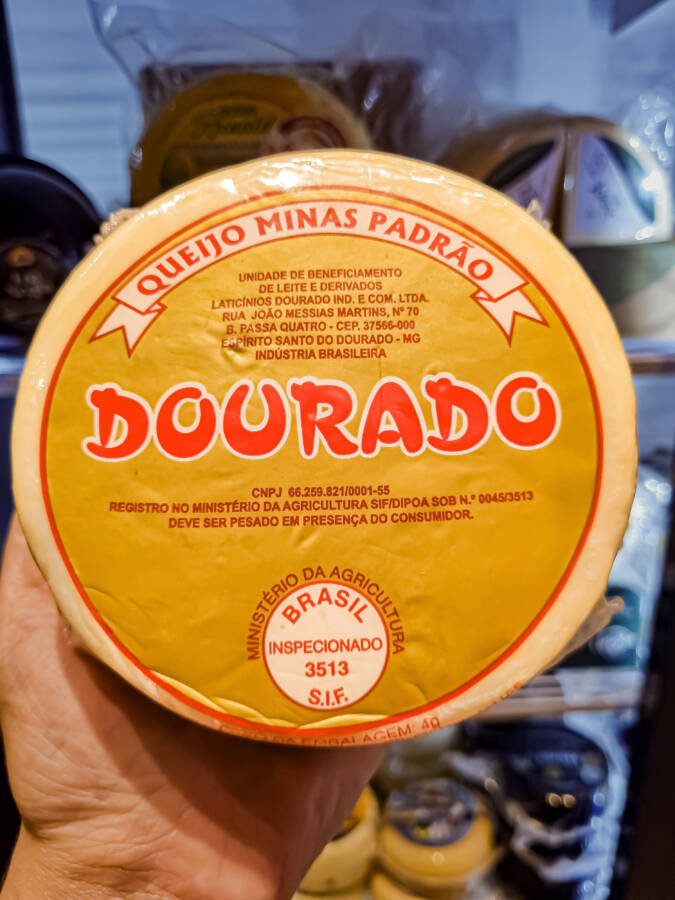 QUEIJO MINAS PADRÃO
UNIDADE DE BENEFICIAMENTO
DE LEITE E DERIVADOS
LATICÍNIOS DOURADO IND. E COM. LTDA.
RUA JOÃO MESSIAS MARTINS, Nº 70
B. PASSA QUATRO - CEP. 37566-000
ESPÍRITO SANTO DO DOURADO - MG
INDÚSTRIA BRASILEIRA
DOURADO
CNPJ 66.259.821/0001-55
REGISTRO NO MINISTÉRIO DA AGRICULTURA SIF/DIPOA SOB N.º 0045/3513
DEVE SER PESADO EM PRESENÇA DO CONSUMIDOR.
MINISTÉRIO DA AGRICULTURA
BRASIL
INSPECIONADO
3513
S.I.F.
DA EMBALAGEM: 4g